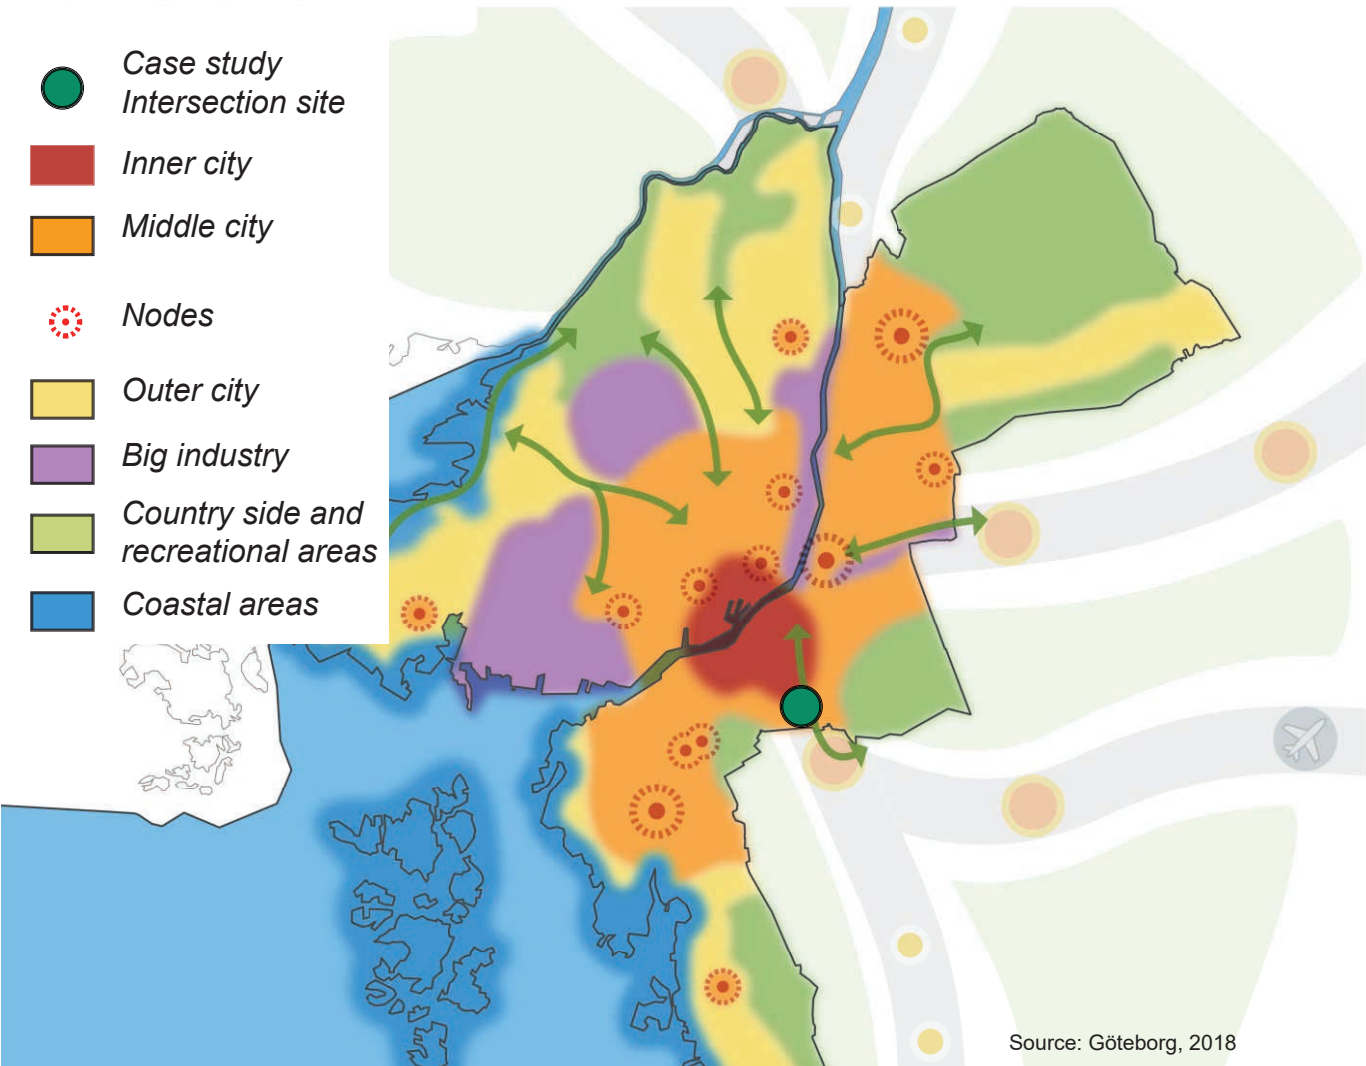 Case study
Intersection site
Inner city
Middle city
Nodes
Outer city
Big industry
Country side and
recreational areas
Coastal areas
Source: Göteborg, 2018